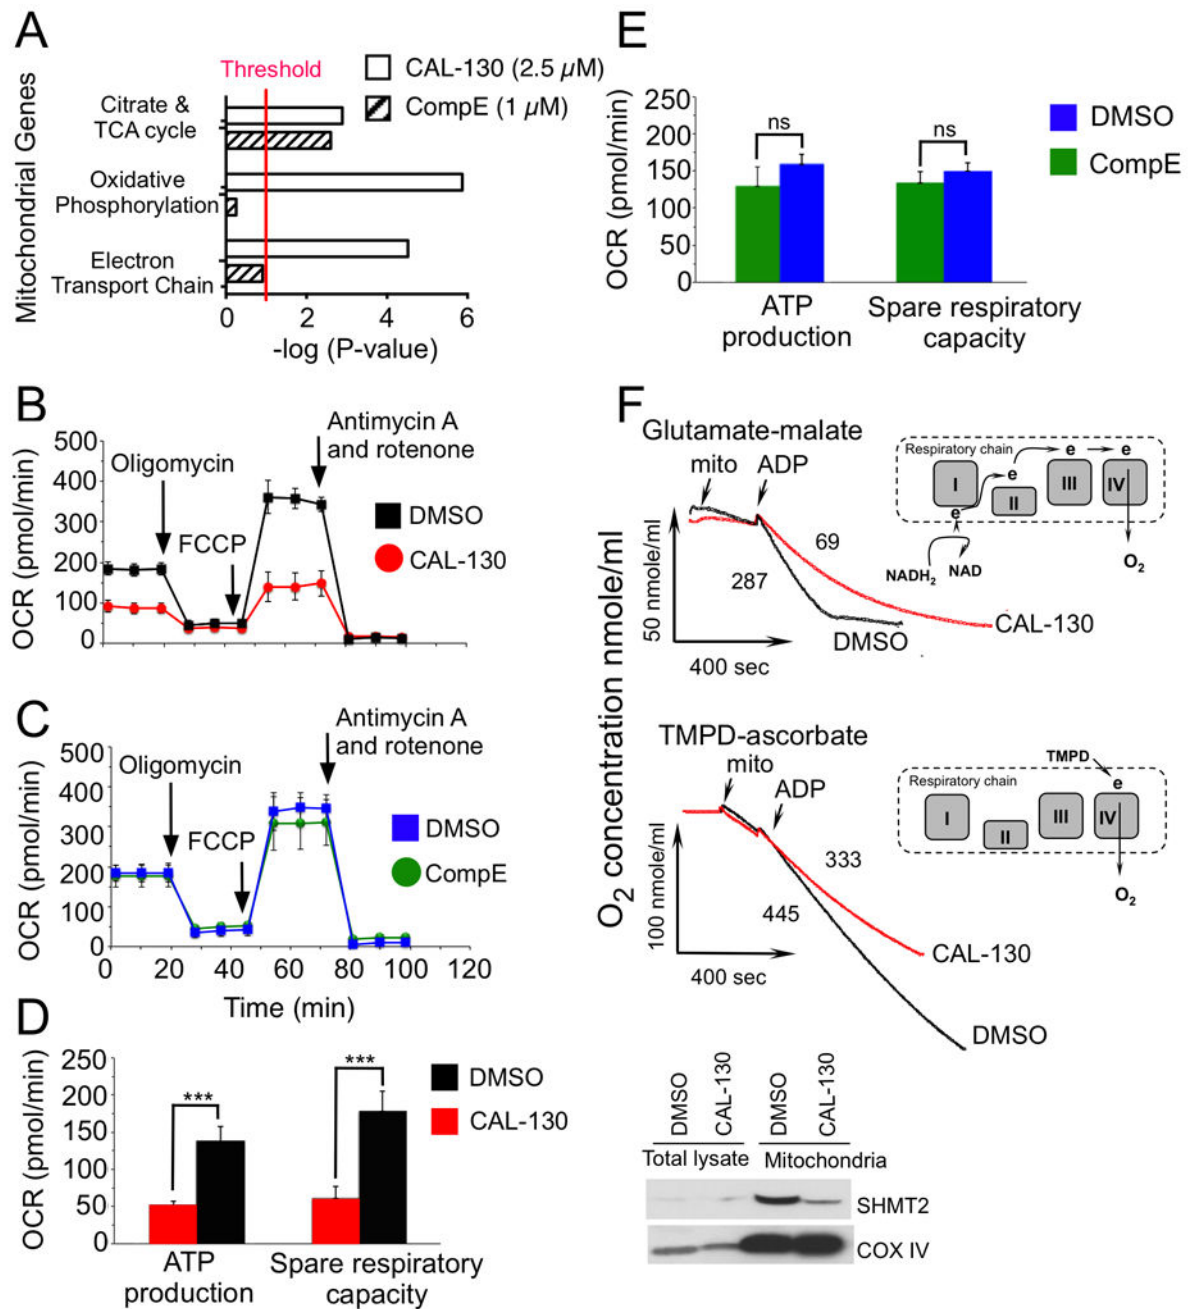 A
Mitochondrial Genes
Threshold
CAL-130 (2.5 µM)
CompE (1 µM)
Citrate &
TCA cycle
Oxidative
Phosphorylation
Electron
Transport Chain
0 2 4 6
-log (P-value)
B
OCR (pmol/min)
500
400
300
200
100
0
Oligomycin
FCCP
Antimycin A
and rotenone
DMSO
CAL-130
C
OCR (pmol/min)
500
400
300
200
100
0
Oligomycin
FCCP
Antimycin A
and rotenone
DMSO
CompE
0 20 40 60 80 100 120
Time (min)
D
OCR (pmol/min)
250
200
150
100
50
0
***
***
DMSO
CAL-130
ATP
production
Spare respiratory
capacity
E
OCR (pmol/min)
250
200
150
100
50
0
ns
ns
DMSO
CompE
ATP
production
Spare respiratory
capacity
F
O2 concentration nmole/ml
Glutamate-malate
mito
ADP
69
287
50 nmole/ml
400 sec
DMSO
CAL-130
Respiratory chain
I
II
III
IV
e
e
e
e
NADH2
NAD
O2
TMPD-ascorbate
mito
ADP
333
445
100 nmole/ml
400 sec
CAL-130
DMSO
Respiratory chain
TMPD
e
I
II
III
IV
O2
DMSO
CAL-130
DMSO
CAL-130
Total lysate
Mitochondria
SHMT2
COX IV